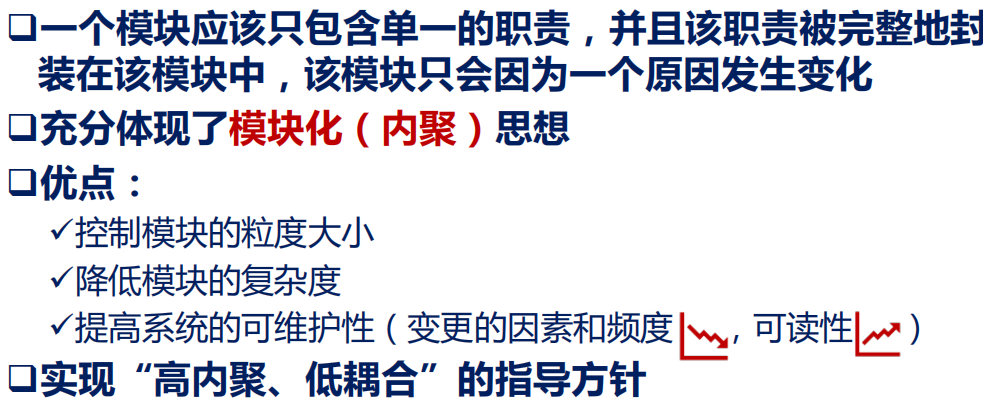 ❑一个模块应该只包含单一的职责，并且该职责被完整地封
装在该模块中，该模块只会因为一个原因发生变化
❑充分体现了模块化（内聚）思想
❑优点：
✓控制模块的粒度大小
✓降低模块的复杂度
✓提高系统的可维护性（变更的因素和频度，可读性）
❑实现“高内聚、低耦合”的指导方针